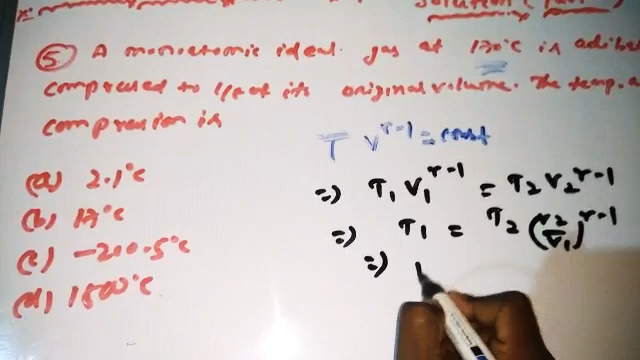 Solution (
(5) A monoatomic ideal gas at 170°C is adib
compressed to 1/8 of its original volume. The temp.
compression is
(a) 2.1°C
(b) 17°C
(c) -200.5°C
(d) 1500°C
T V^γ-1 = const
=) T1 V1^γ-1 = T2 V2^γ-1
=) T1 = T2 (V2/V1)^γ-1
=)